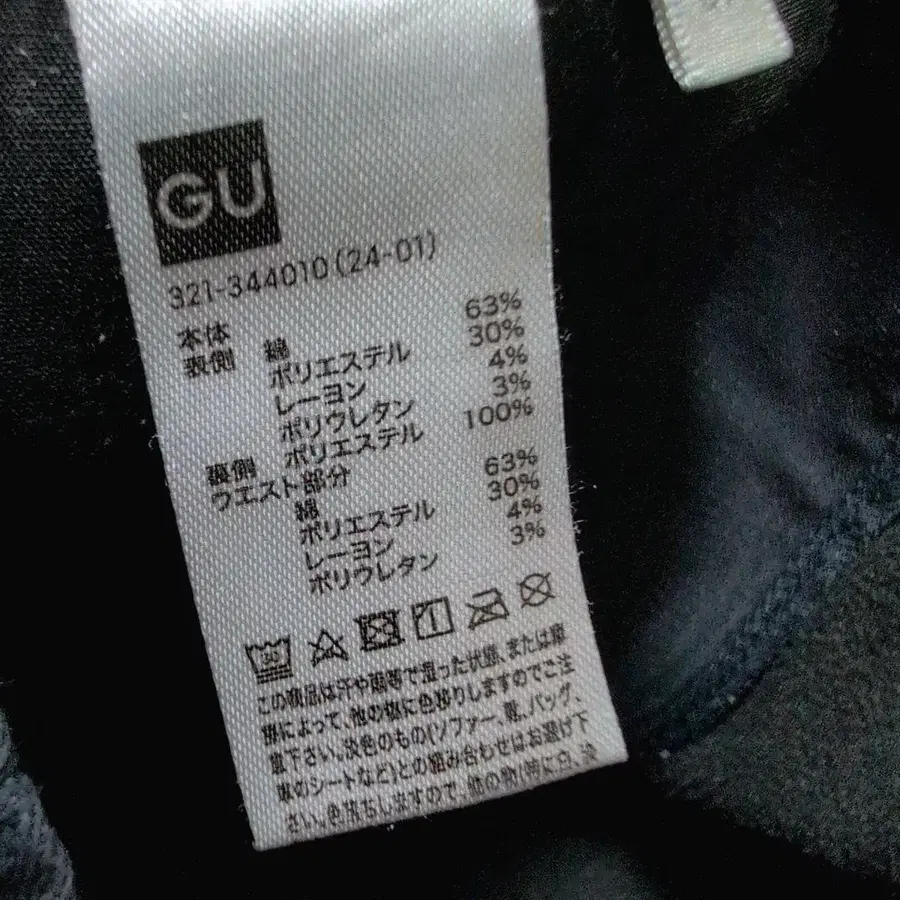 GU
321-344010(24-01)
本体
表側 綿 63%
ポリエステル 30%
レーヨン 4%
ポリウレタン 3%
裏側 ポリエステル 100%
ウエスト部分
綿 63%
ポリエステル 30%
レーヨン 4%
ポリウレタン 3%
30
この商品は汗や雨等で湿った状態、または摩
擦によって、他の物に色移りしますのでご注
意下さい。淡色のもの(ソファー、靴、バッグ、
車のシートなど)との組み合わせはお避け下
さい。色落ちしますので、他の物(特に白、淡